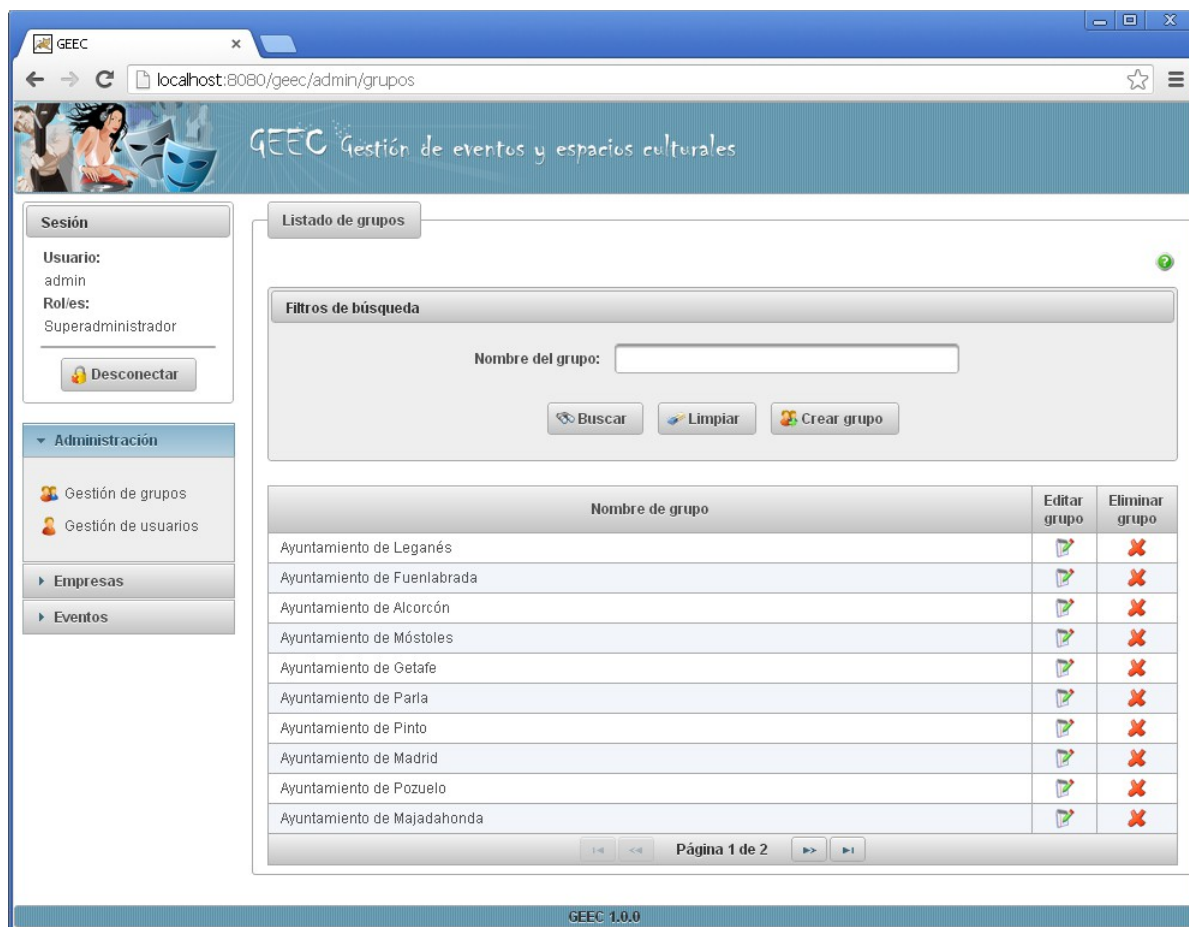 GEEC
localhost:8080/geec/admin/grupos
GEEC Gestión de eventos y espacios culturales
Sesión
Usuario:
admin
Rol/es:
Superadministrador
Desconectar
Administración
Gestión de grupos
Gestión de usuarios
Empresas
Eventos
Listado de grupos
Filtros de búsqueda
Nombre del grupo:
Buscar Limpiar Crear grupo
Nombre de grupo Editar grupo Eliminar grupo
Ayuntamiento de Leganés
Ayuntamiento de Fuenlabrada
Ayuntamiento de Alcorcón
Ayuntamiento de Móstoles
Ayuntamiento de Getafe
Ayuntamiento de Parla
Ayuntamiento de Pinto
Ayuntamiento de Madrid
Ayuntamiento de Pozuelo
Ayuntamiento de Majadahonda
Página 1 de 2
GEEC 1.0.0